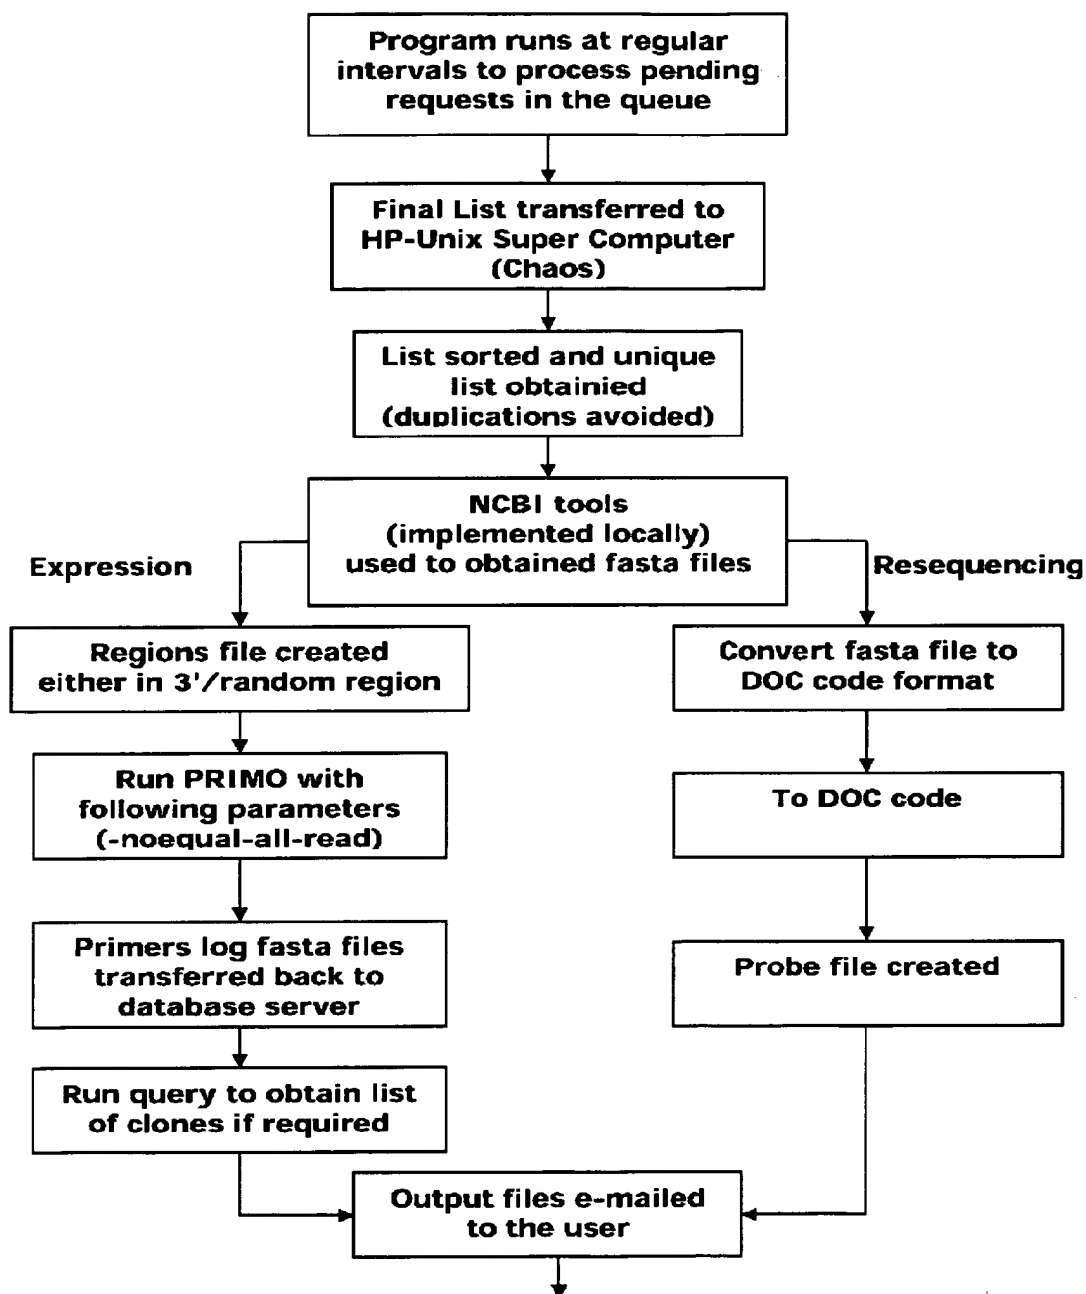 Program runs at regular
intervals to process pending
requests in the queue
Final List transferred to
HP-Unix Super Computer
(Chaos)
List sorted and unique
list obtainied
(duplications avoided)
NCBI tools
(implemented locally)
used to obtained fasta files
Expression
Resequencing
Regions file created
either in 3'/random region
Run PRIMO with
following parameters
(-noequal-all-read)
Primers log fasta files
transferred back to
database server
Run query to obtain list
of clones if required
Convert fasta file to
DOC code format
To DOC code
Probe file created
Output files e-mailed
to the user